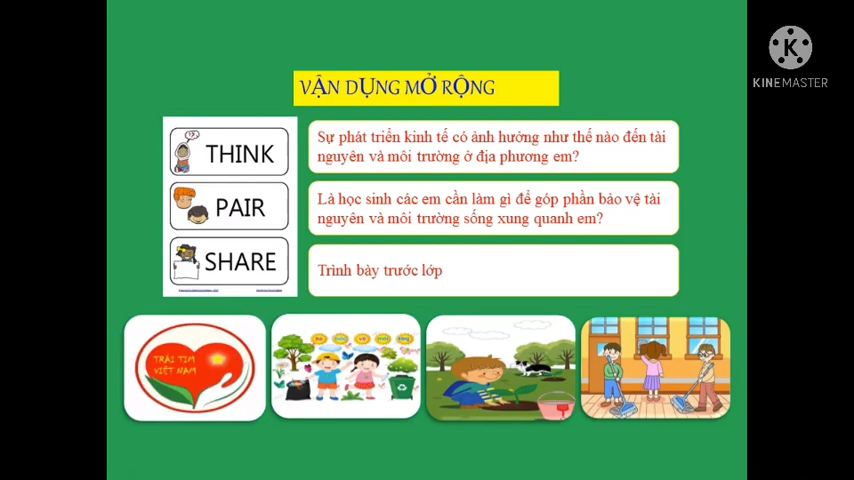 KINEMASTER
VẬN DỤNG MỞ RỘNG
THINK
Sự phát triển kinh tế có ảnh hưởng như thế nào đến tài
nguyên và môi trường ở địa phương em?
PAIR
Là học sinh các em cần làm gì để góp phần bảo vệ tài
nguyên và môi trường sống xung quanh em?
SHARE
Trình bày trước lớp
TRÁI TIM
VIỆT NAM